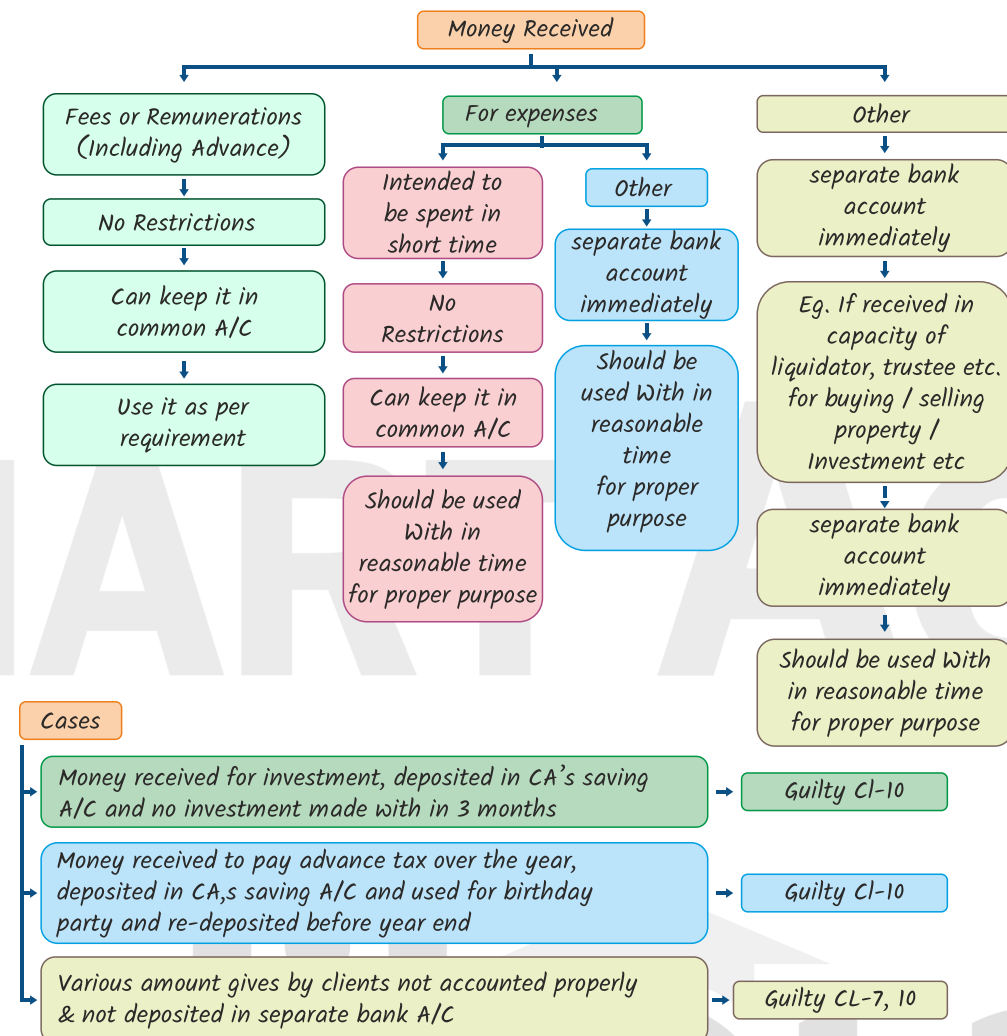 Money Received
Fees or Remunerations
(Including Advance)
No Restrictions
Can keep it in
common A/C
Use it as per
requirement
For expenses
Intended to
be spent in
short time
No
Restrictions
Can keep it in
common A/C
Should be used
With in
reasonable time
for proper purpose
Other
separate bank
account
immediately
Should be
used With in
reasonable
time
for proper
purpose
Other
separate bank
account
immediately
Eg. If received in
capacity of
liquidator, trustee etc.
for buying / selling
property /
Investment etc
separate bank
account
immediately
Should be used With
in reasonable time
for proper purpose
Cases
Money received for investment, deposited in CA's saving
A/C and no investment made with in 3 months
Guilty Cl-10
Money received to pay advance tax over the year,
deposited in CA,s saving A/C and used for birthday
party and re-deposited before year end
Guilty Cl-10
Various amount gives by clients not accounted properly
& not deposited in separate bank A/C
Guilty CL-7, 10